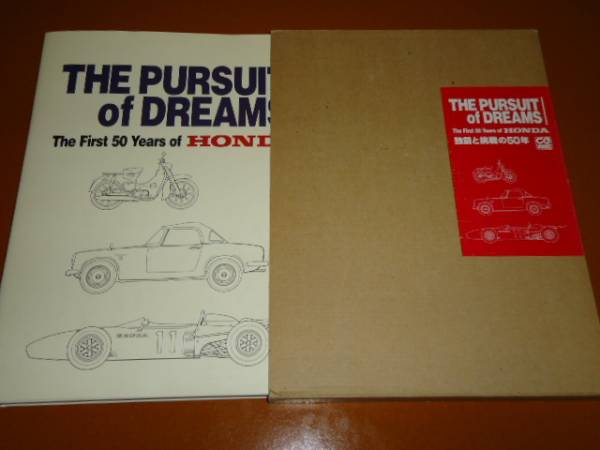 THE PURSUIT
of DREAMS
The First 50 Years of HONDA
11
THE PURSUIT
of DREAMS
The First 50 Years of HONDA
独創と挑戦の50年